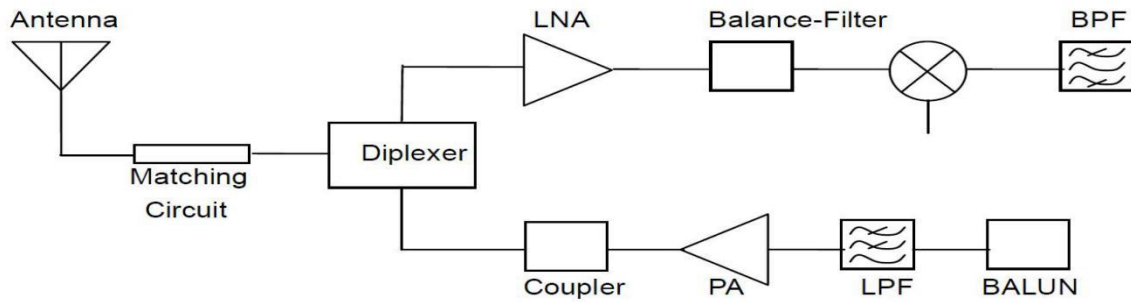 Antenna
LNA
Balance-Filter
BPF
Diplexer
Matching
Circuit
Coupler
PA
LPF
BALUN